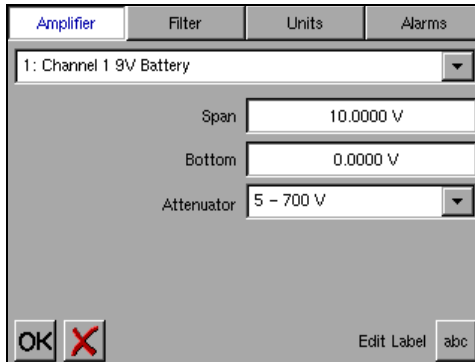 Amplifier Filter Units Alarms
1: Channel 1 9V Battery
Span 10.0000 V
Bottom 0.0000 V
Attenuator 5 - 700 V
OK Edit Label abc